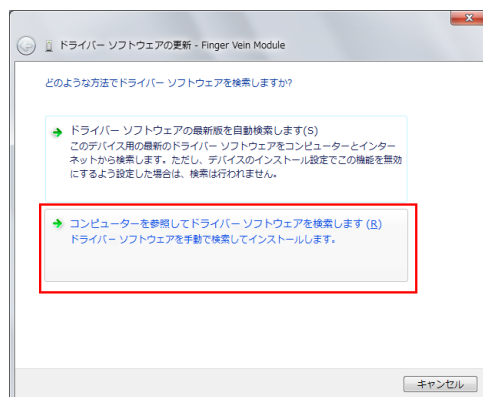 ドライバー ソフトウェアの更新 - Finger Vein Module
どのような方法でドライバー ソフトウェアを検索しますか?
ドライバー ソフトウェアの最新版を自動検索します(S)
このデバイス用の最新のドライバー ソフトウェアをコンピューターとインター
ネットから検索します。ただし、デバイスのインストール設定でこの機能を無効
にするよう設定した場合は、検索は行われません。
コンピューターを参照してドライバー ソフトウェアを検索します (R)
ドライバー ソフトウェアを手動で検索してインストールします。
キャンセル